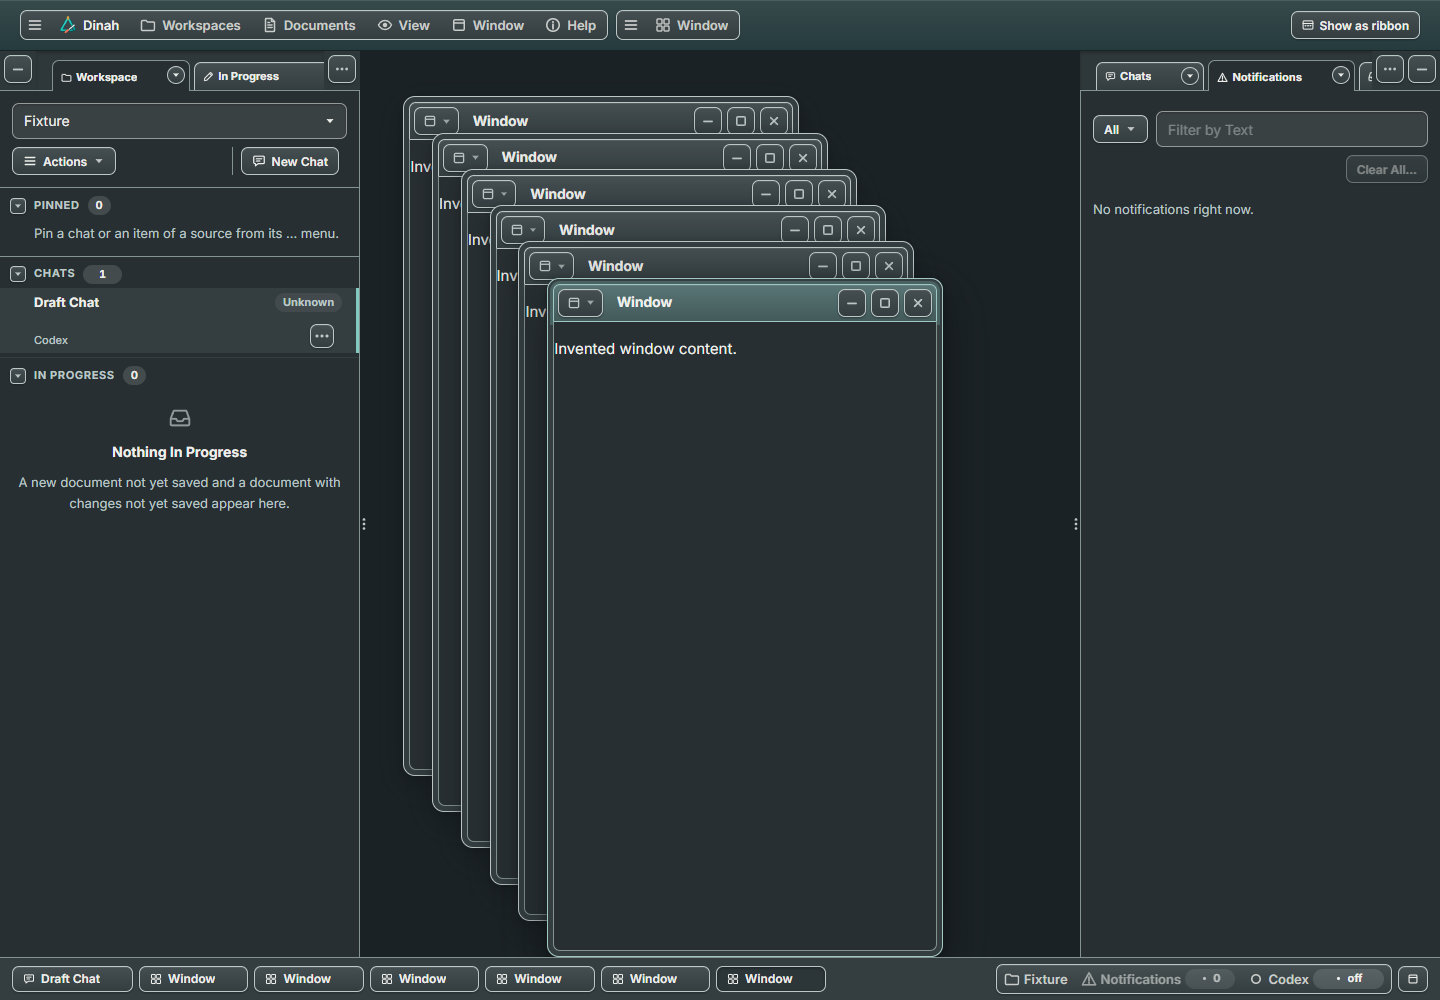 Dinah Workspaces Documents View Window Help Window Show as ribbon
Workspace In Progress
Chats Notifications
Fixture
Actions New Chat
PINNED 0
Pin a chat or an item of a source from its ... menu.
CHATS 1
Draft Chat Unknown
Codex
IN PROGRESS 0
Nothing In Progress
A new document not yet saved and a document with
changes not yet saved appear here.
Window
Inv
Window
Inv
Window
Inv
Window
Inv
Window
Inv
Window
Invented window content.
All Filter by Text
Clear All...
No notifications right now.
Draft Chat Window Window Window Window Window Window Fixture Notifications 0 Codex off